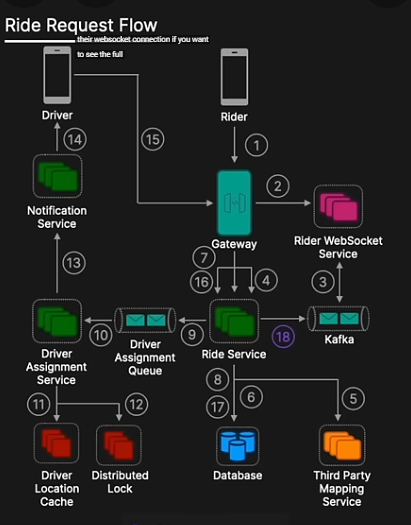 Ride Request Flow
their websocket connection if you want
to see the full
Driver
Rider
14
15
1
2
Notification
Service
Gateway
Rider WebSocket
Service
7
16
4
3
13
10
9
18
Kafka
Driver
Assignment
Service
Driver
Assignment
Queue
Ride Service
8
17
6
5
11
12
Driver
Location
Cache
Distributed
Lock
Database
Third Party
Mapping
Service